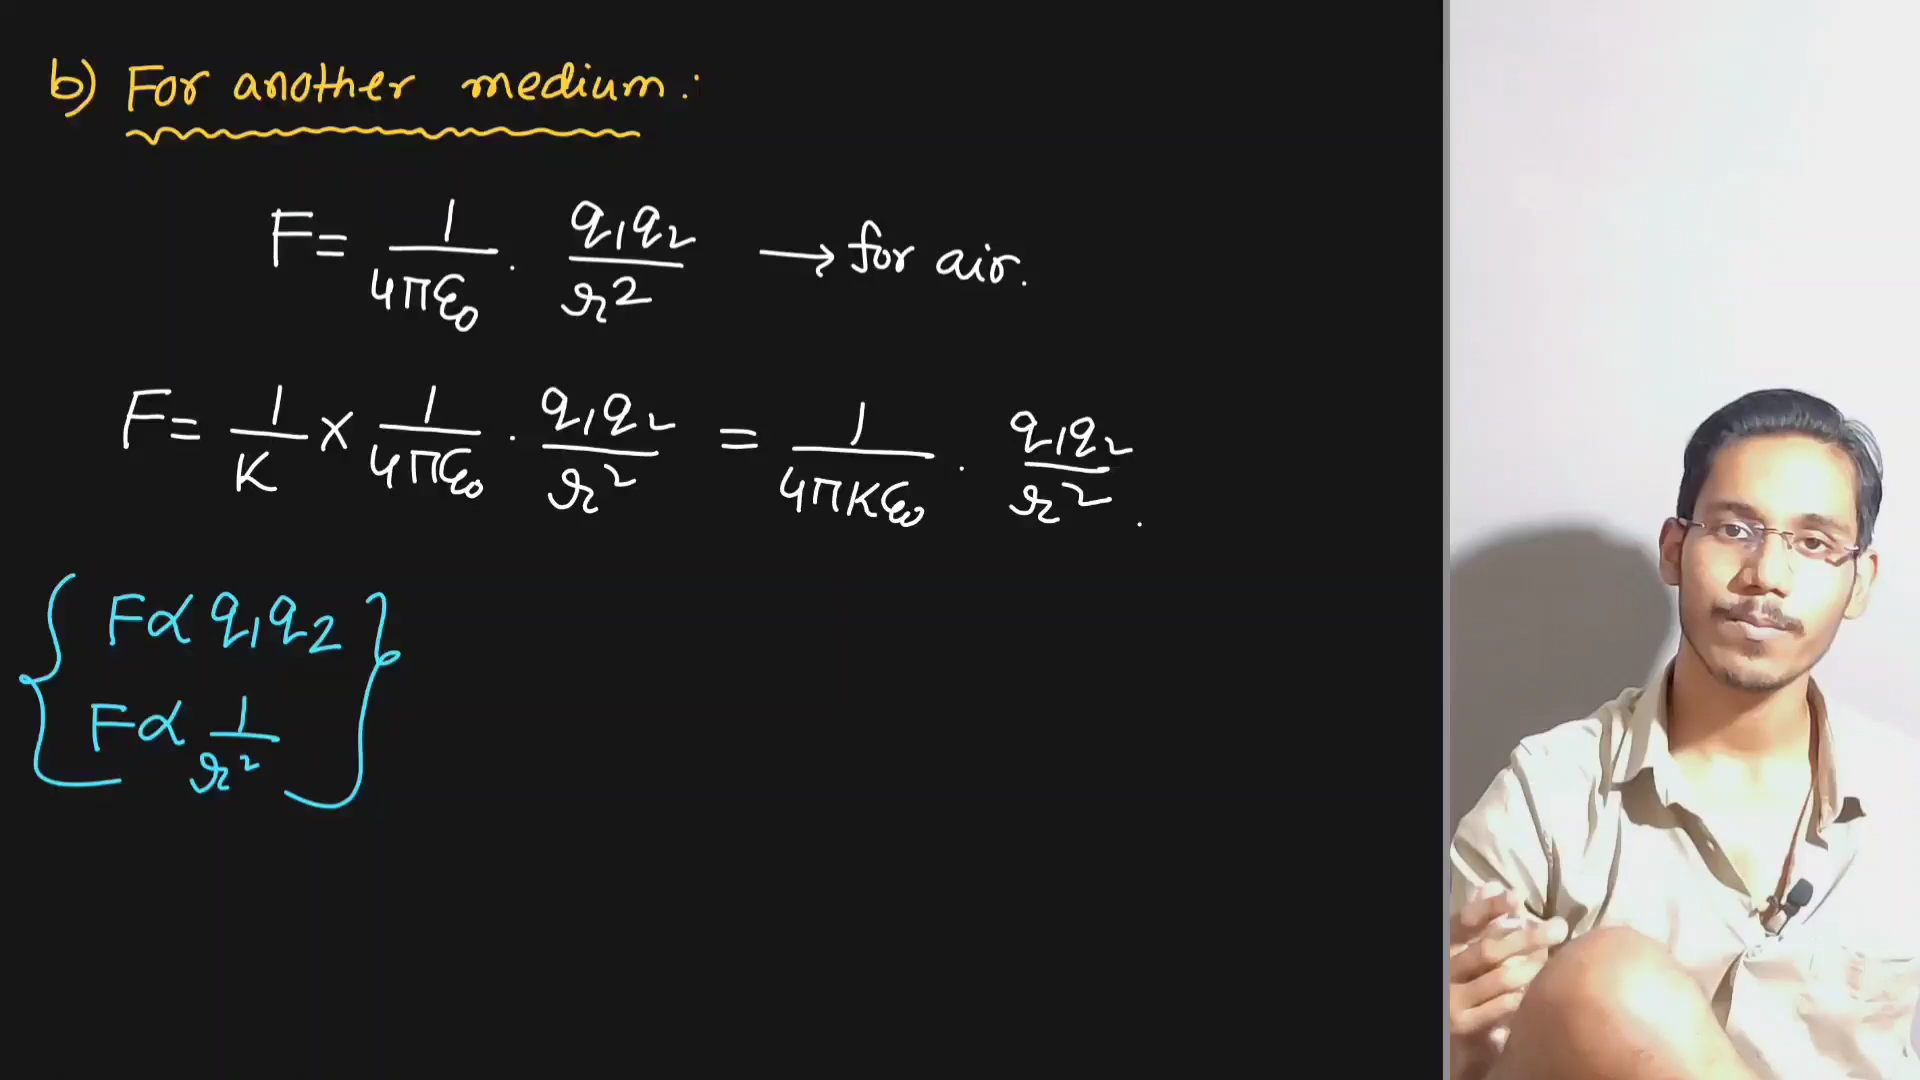 b) For another medium:
F = 1/4πε₀ · q₁q₂/r² → for air.
F = 1/K × 1/4πε₀ · q₁q₂/r² = 1/4πKε₀ · q₁q₂/r².
{ F ∝ q₁q₂
F ∝ 1/r² }